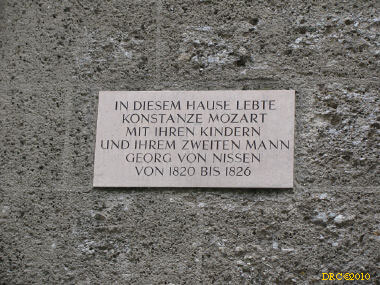 IN DIESEM HAUSE LEBTE
KONSTANZE MOZART
MIT IHREN KINDERN
UND IHREM ZWEITEN MANN
GEORG VON NISSEN
VON 1820 BIS 1826
DRG©2010